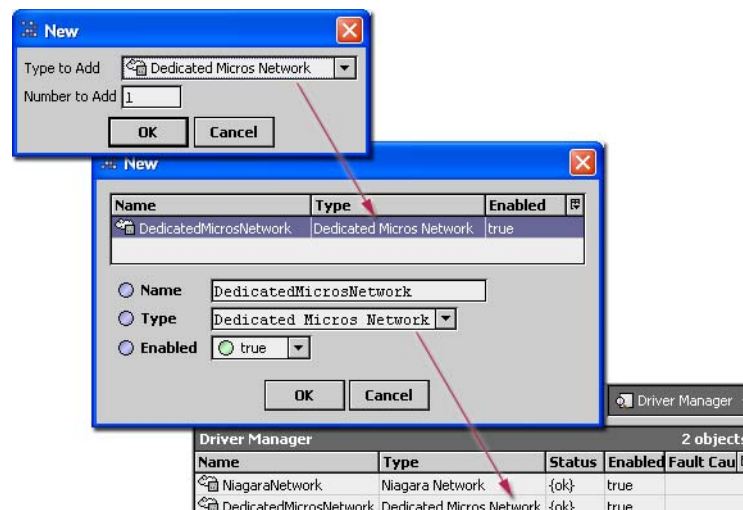 New
Type to Add Dedicated Micros Network
Number to Add 1
OK Cancel
New
Name Type Enabled
DedicatedMicrosNetwork Dedicated Micros Network true
Name DedicatedMicrosNetwork
Type Dedicated Micros Network
Enabled true
OK Cancel
Driver Manager
Driver Manager 2 objects
Name Type Status Enabled Fault Cau
NiagaraNetwork Niagara Network {ok} true
DedicatedMicrosNetwork Dedicated Micros Network {ok} true